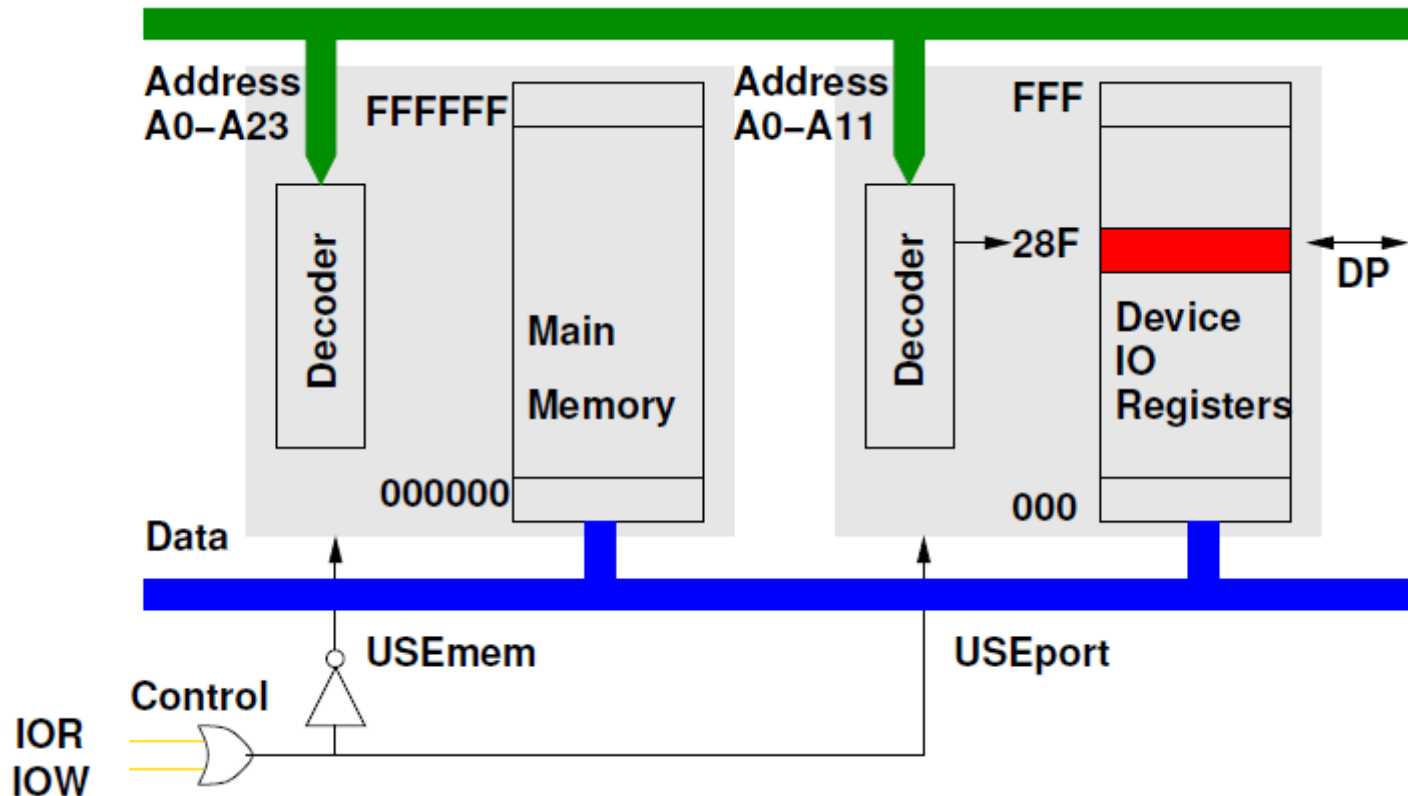 Address
A0–A23
FFFFFF
Decoder
Main
Memory
000000
Address
A0–A11
FFF
Decoder
28F
DP
Device
IO
Registers
000
Data
USEmem
USEport
Control
IOR
IOW